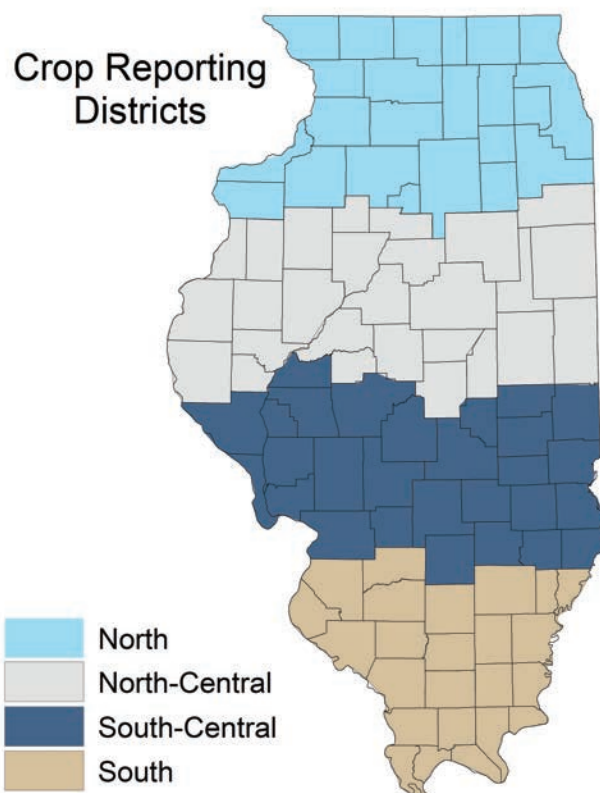 Crop Reporting
Districts
North
North-Central
South-Central
South